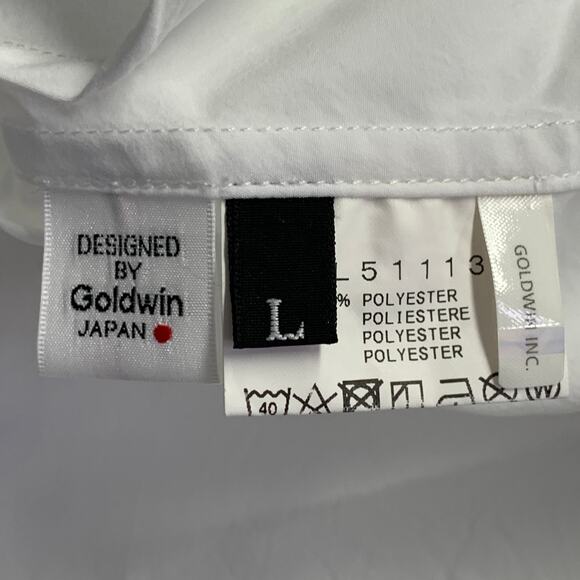 DESIGNED
BY
Goldwin
JAPAN
L
L51113
% POLYESTER
POLIESTERE
POLYESTER
POLYESTER
40
W
GOLDWIN INC.